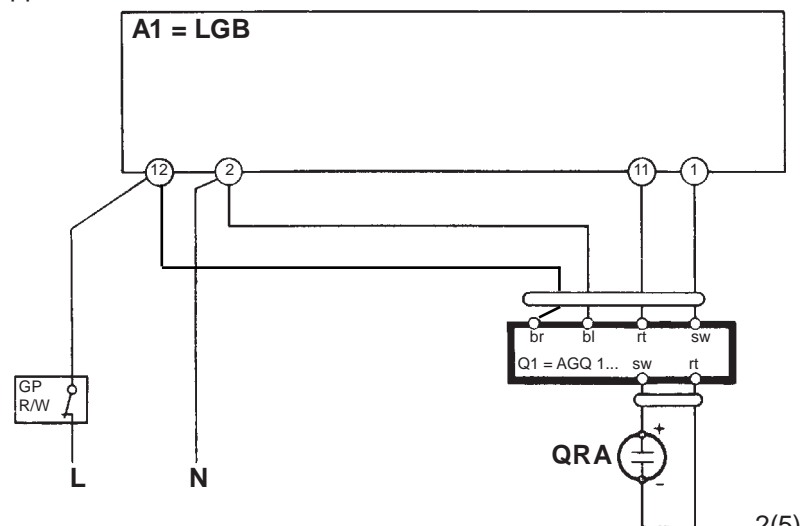 A1 = LGB
12 2 11 1
br bl rt sw
Q1 = AGQ 1... sw rt
GP
R/W
QRA
+
-
L N
2(5)